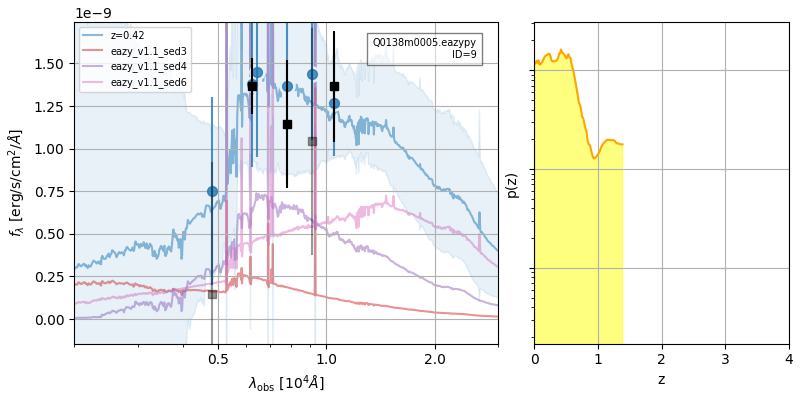 1e−9
z=0.42
eazy_v1.1_sed3
eazy_v1.1_sed4
eazy_v1.1_sed6
Q0138m0005.eazypy
ID=9
1.50
1.25
1.00
0.75
0.50
0.25
0.00
fλ [erg/s/cm²/Å]
0.5
1.0
2.0
λobs [10⁴Å]
p(z)
0
1
2
3
4
z